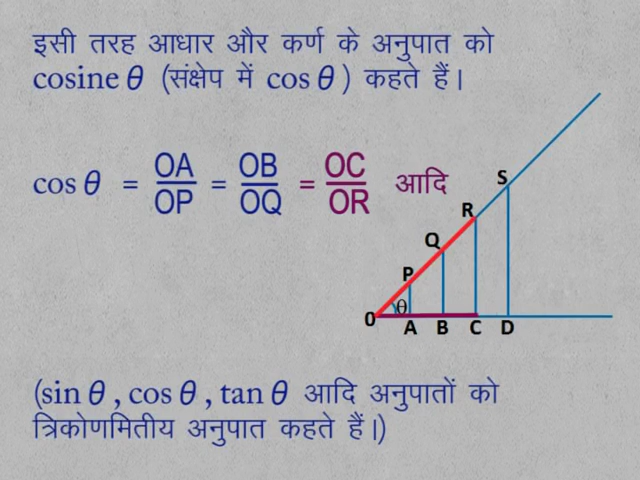 इसी तरह आधार और कर्ण के अनुपात को
cosine θ (संक्षेप में cos θ ) कहते हैं।
cos θ = OA/OP = OB/OQ = OC/OR आदि
S
R
Q
P
θ
0 A B C D
(sin θ , cos θ , tan θ आदि अनुपातों को
त्रिकोणमितीय अनुपात कहते हैं।)